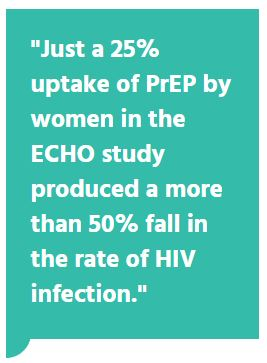 "Just a 25%
uptake of PrEP by
women in the
ECHO study
produced a more
than 50% fall in
the rate of HIV
infection."